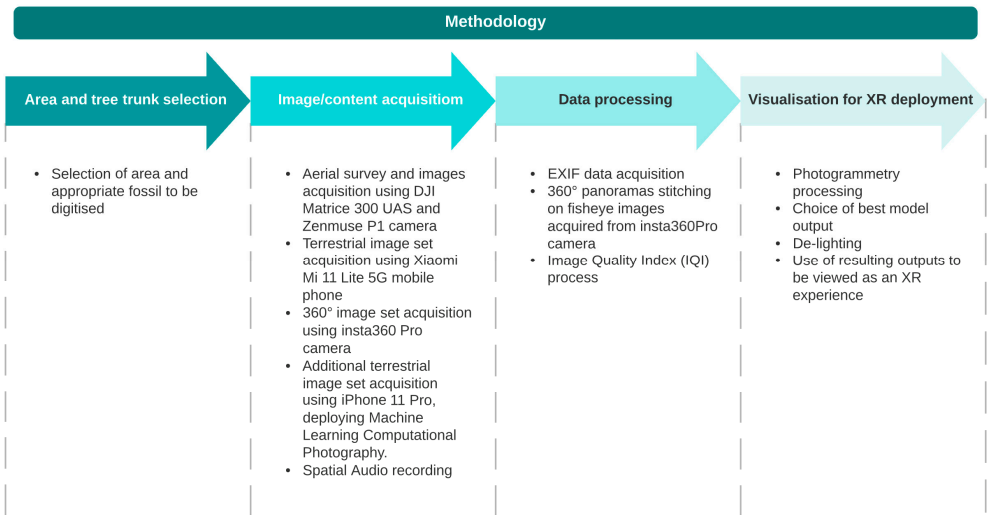 Methodology
Area and tree trunk selection
Image/content acquisitiom
Data processing
Visualisation for XR deployment
• Selection of area and
appropriate fossil to be
digitised
• Aerial survey and images
acquisition using DJI
Matrice 300 UAS and
Zenmuse P1 camera
• Terrestrial image set
acquisition using Xiaomi
Mi 11 Lite 5G mobile
phone
• 360° image set acquisition
using insta360 Pro
camera
• Additional terrestrial
image set acquisition
using iPhone 11 Pro,
deploying Machine
Learning Computational
Photography.
• Spatial Audio recording
• EXIF data acquisition
• 360° panoramas stitching
on fisheye images
acquired from insta360Pro
camera
• Image Quality Index (IQI)
process
• Photogrammetry
processing
• Choice of best model
output
• De-lighting
• Use of resulting outputs to
be viewed as an XR
experience